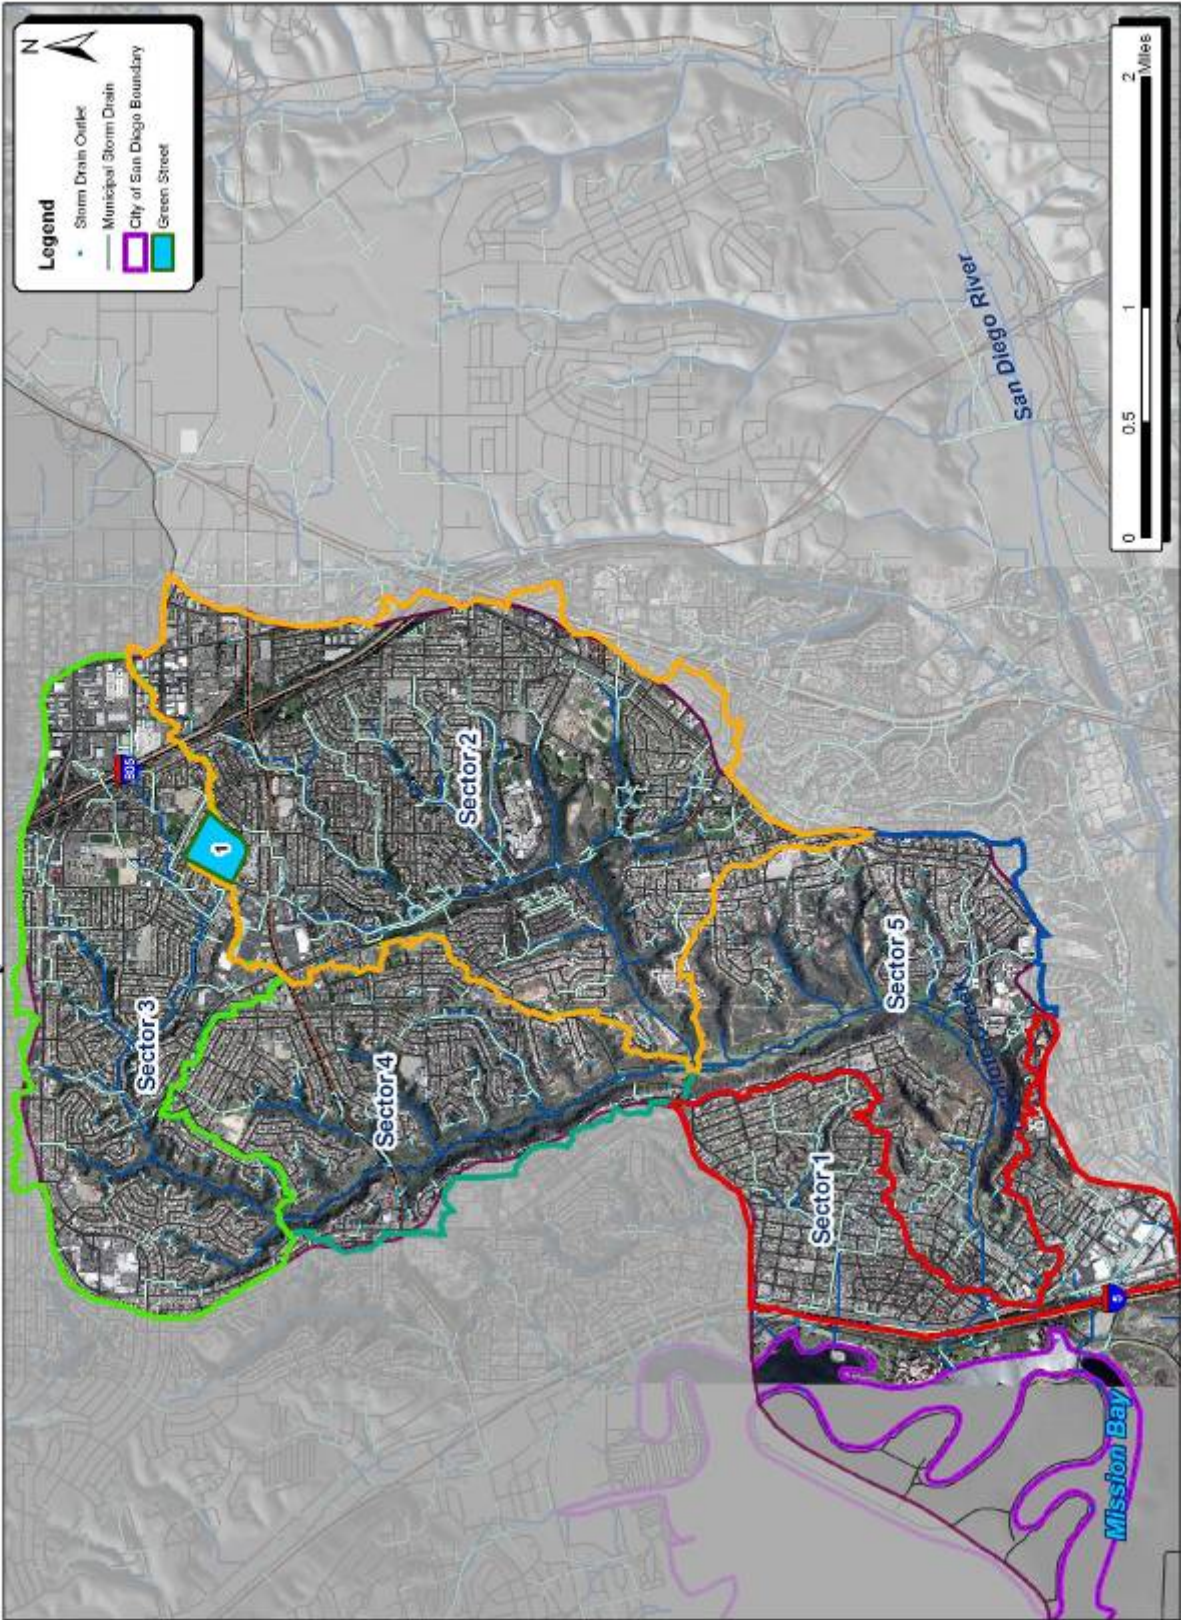 N
Legend
Storm Drain Outlet
Municipal Storm Drain
City of San Diego Boundary
Green Street
805
1
Sector 3
Sector 2
Sector 4
Sector 5
Sector 1
San Diego River
5
Mission Bay
0 0.5 1 2
Miles